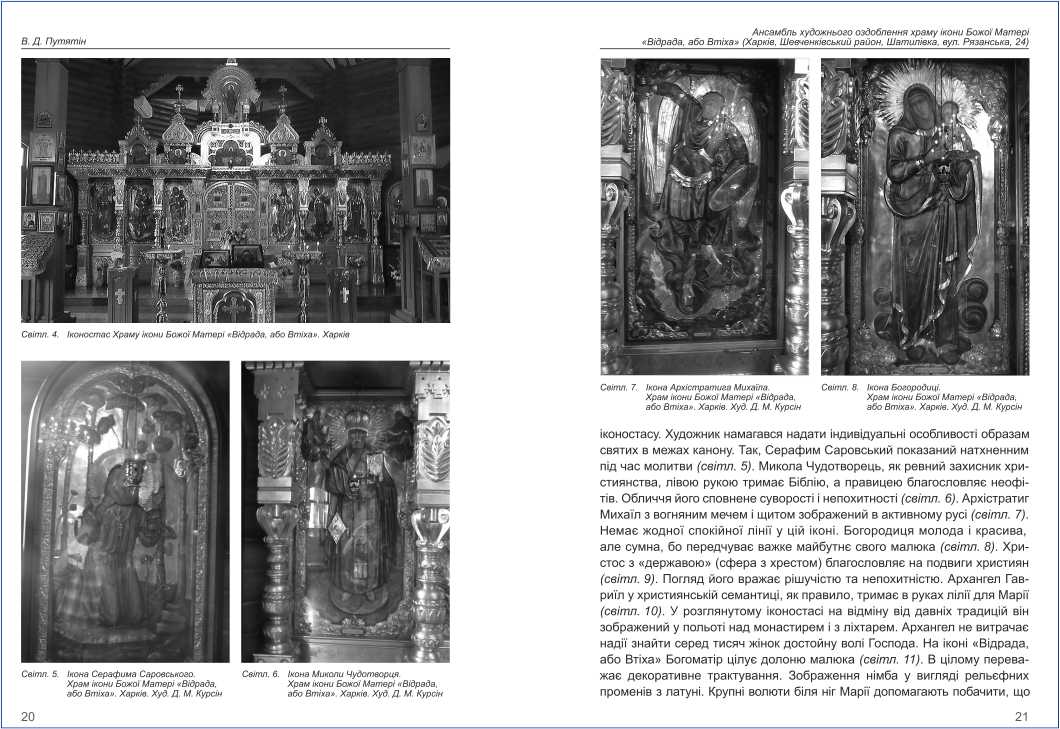 В. Д. Путятін
Світл. 4. Іконостас Храму ікони Божої Матері «Відрада, або Втіха». Харків
Світл. 5. Ікона Серафима Саровського.
Храм ікони Божої Матері «Відрада,
або Втіха». Харків. Худ. Д. М. Курсін
Світл. 6. Ікона Миколи Чудотворця.
Храм ікони Божої Матері «Відрада,
або Втіха». Харків. Худ. Д. М. Курсін
20
Ансамбль художнього оздоблення храму ікони Божої Матері
«Відрада, або Втіха» (Харків, Шевченківський район, Шатилівка, вул. Рязанська, 24)
Світл. 7. Ікона Архістратига Михаїла.
Храм ікони Божої Матері «Відрада,
або Втіха». Харків. Худ. Д. М. Курсін
Світл. 8. Ікона Богородиці.
Храм ікони Божої Матері «Відрада,
або Втіха». Харків. Худ. Д. М. Курсін
іконостасу. Художник намагався надати індивідуальні особливості образам
святих в межах канону. Так, Серафим Саровський показаний натхненним
під час молитви (світл. 5). Микола Чудотворець, як ревний захисник хри-
стиянства, лівою рукою тримає Біблію, а правицею благословляє неофі-
тів. Обличчя його сповнене суворості і непохитності (світл. 6). Архістратиг
Михаїл з вогняним мечем і щитом зображений в активному русі (світл. 7).
Немає жодної спокійної лінії у цій іконі. Богородиця молода і красива,
але сумна, бо передчуває важке майбутнє свого малюка (світл. 8). Хри-
стос з «державою» (сфера з хрестом) благословляє на подвиги християн
(світл. 9). Погляд його вражає рішучістю та непохитністю. Архангел Гав-
риїл у християнській семантиці, як правило, тримає в руках лілії для Марії
(світл. 10). У розглянутому іконостасі на відміну від давніх традицій він
зображений у польоті над монастирем і з ліхтарем. Архангел не витрачає
надії знайти серед тисяч жінок достойну волі Господа. На іконі «Відрада,
або Втіха» Богоматір цілує долоню малюка (світл. 11). В цілому перева-
жає декоративне трактування. Зображення німба у вигляді рельєфних
променів з латуні. Крупні волюти біля ніг Марії допомагають побачити, що
21